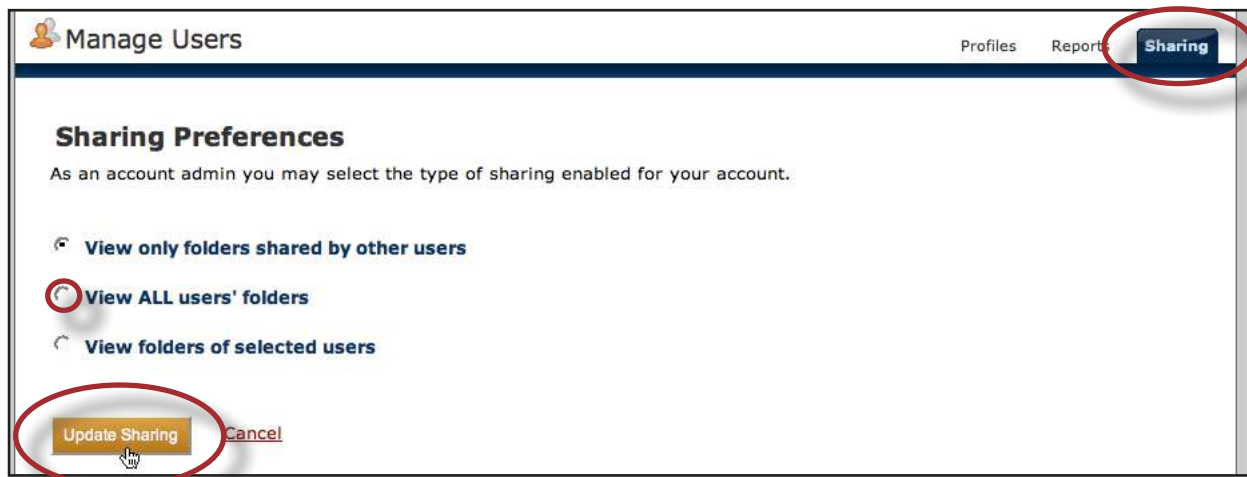 Manage Users
Profiles Reports Sharing
Sharing Preferences
As an account admin you may select the type of sharing enabled for your account.
View only folders shared by other users
View ALL users' folders
View folders of selected users
Update Sharing Cancel